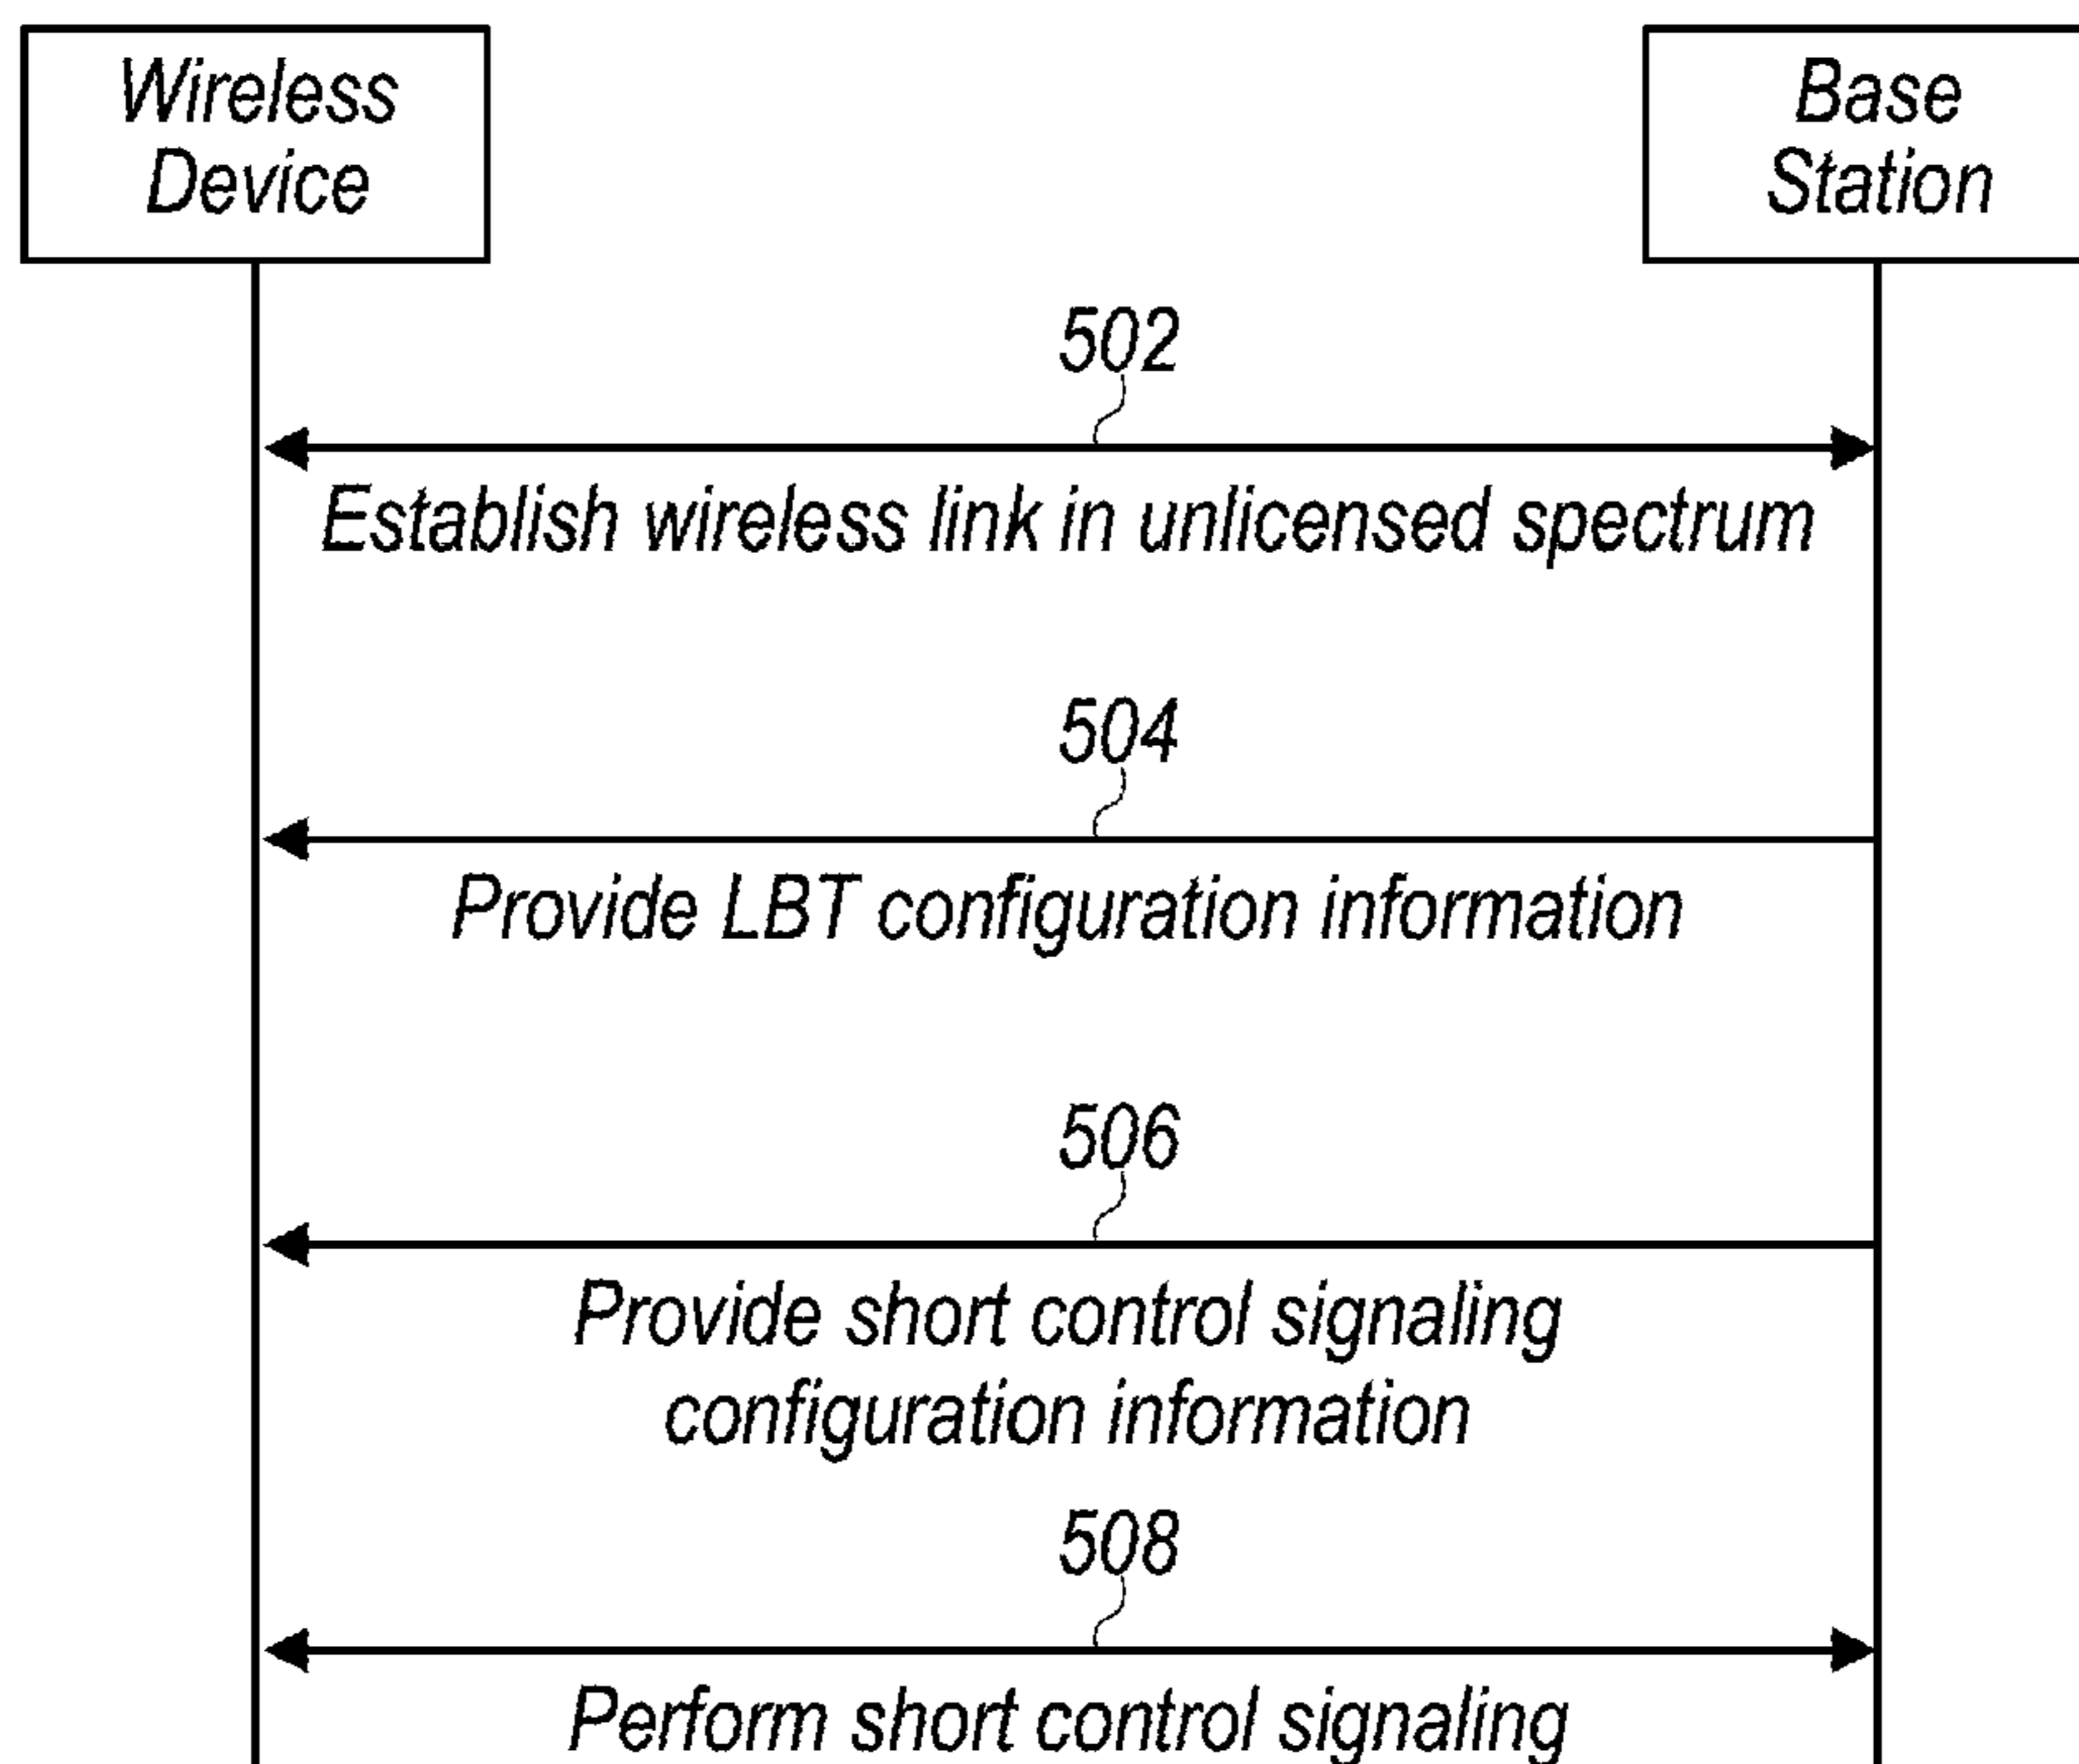 Wireless
Device
Base
Station
502
Establish wireless link in unlicensed spectrum
504
Provide LBT configuration information
506
Provide short control signaling
configuration information
508
Perform short control signaling